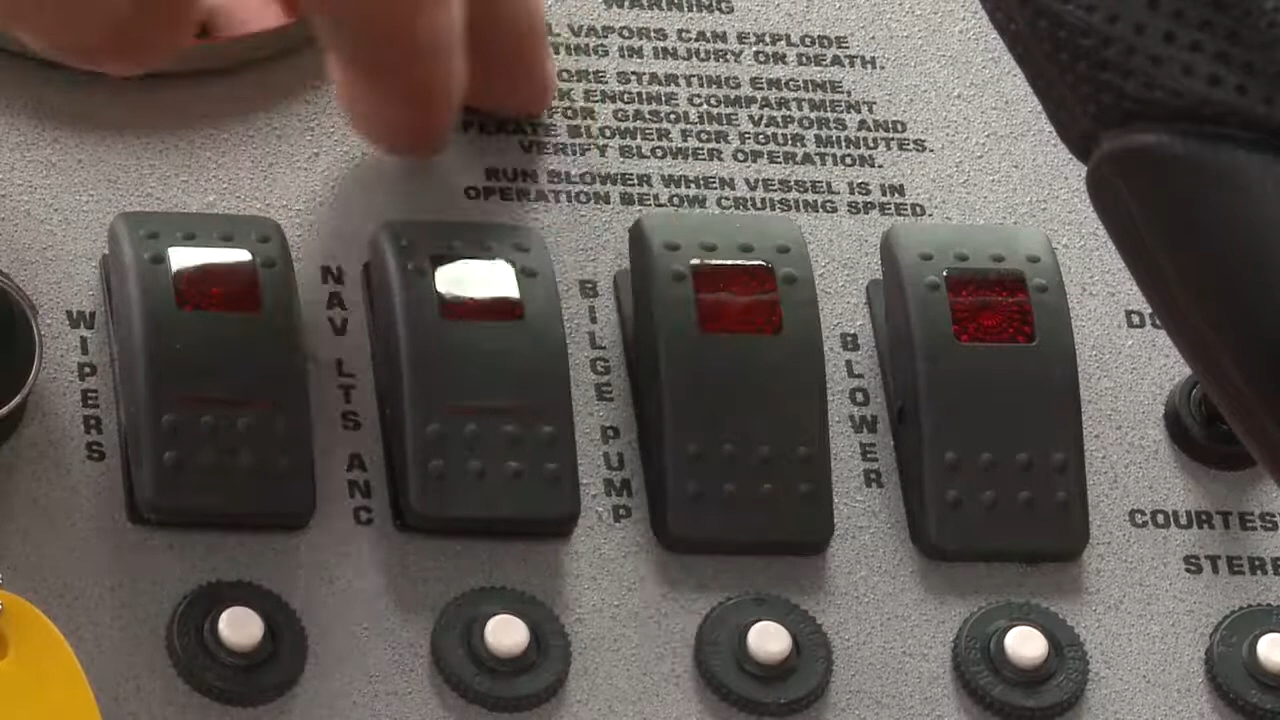 WARNING
VAPORS CAN EXPLODE
TING IN INJURY OR DEATH.
ORE STARTING ENGINE,
K ENGINE COMPARTMENT
FOR GASOLINE VAPORS AND
PERATE BLOWER FOR FOUR MINUTES.
VERIFY BLOWER OPERATION.
RUN BLOWER WHEN VESSEL IS IN
OPERATION BELOW CRUISING SPEED.
WIPERS
NAV LTS ANC
BILGE PUMP
BLOWER
DO
COURTES
STERE